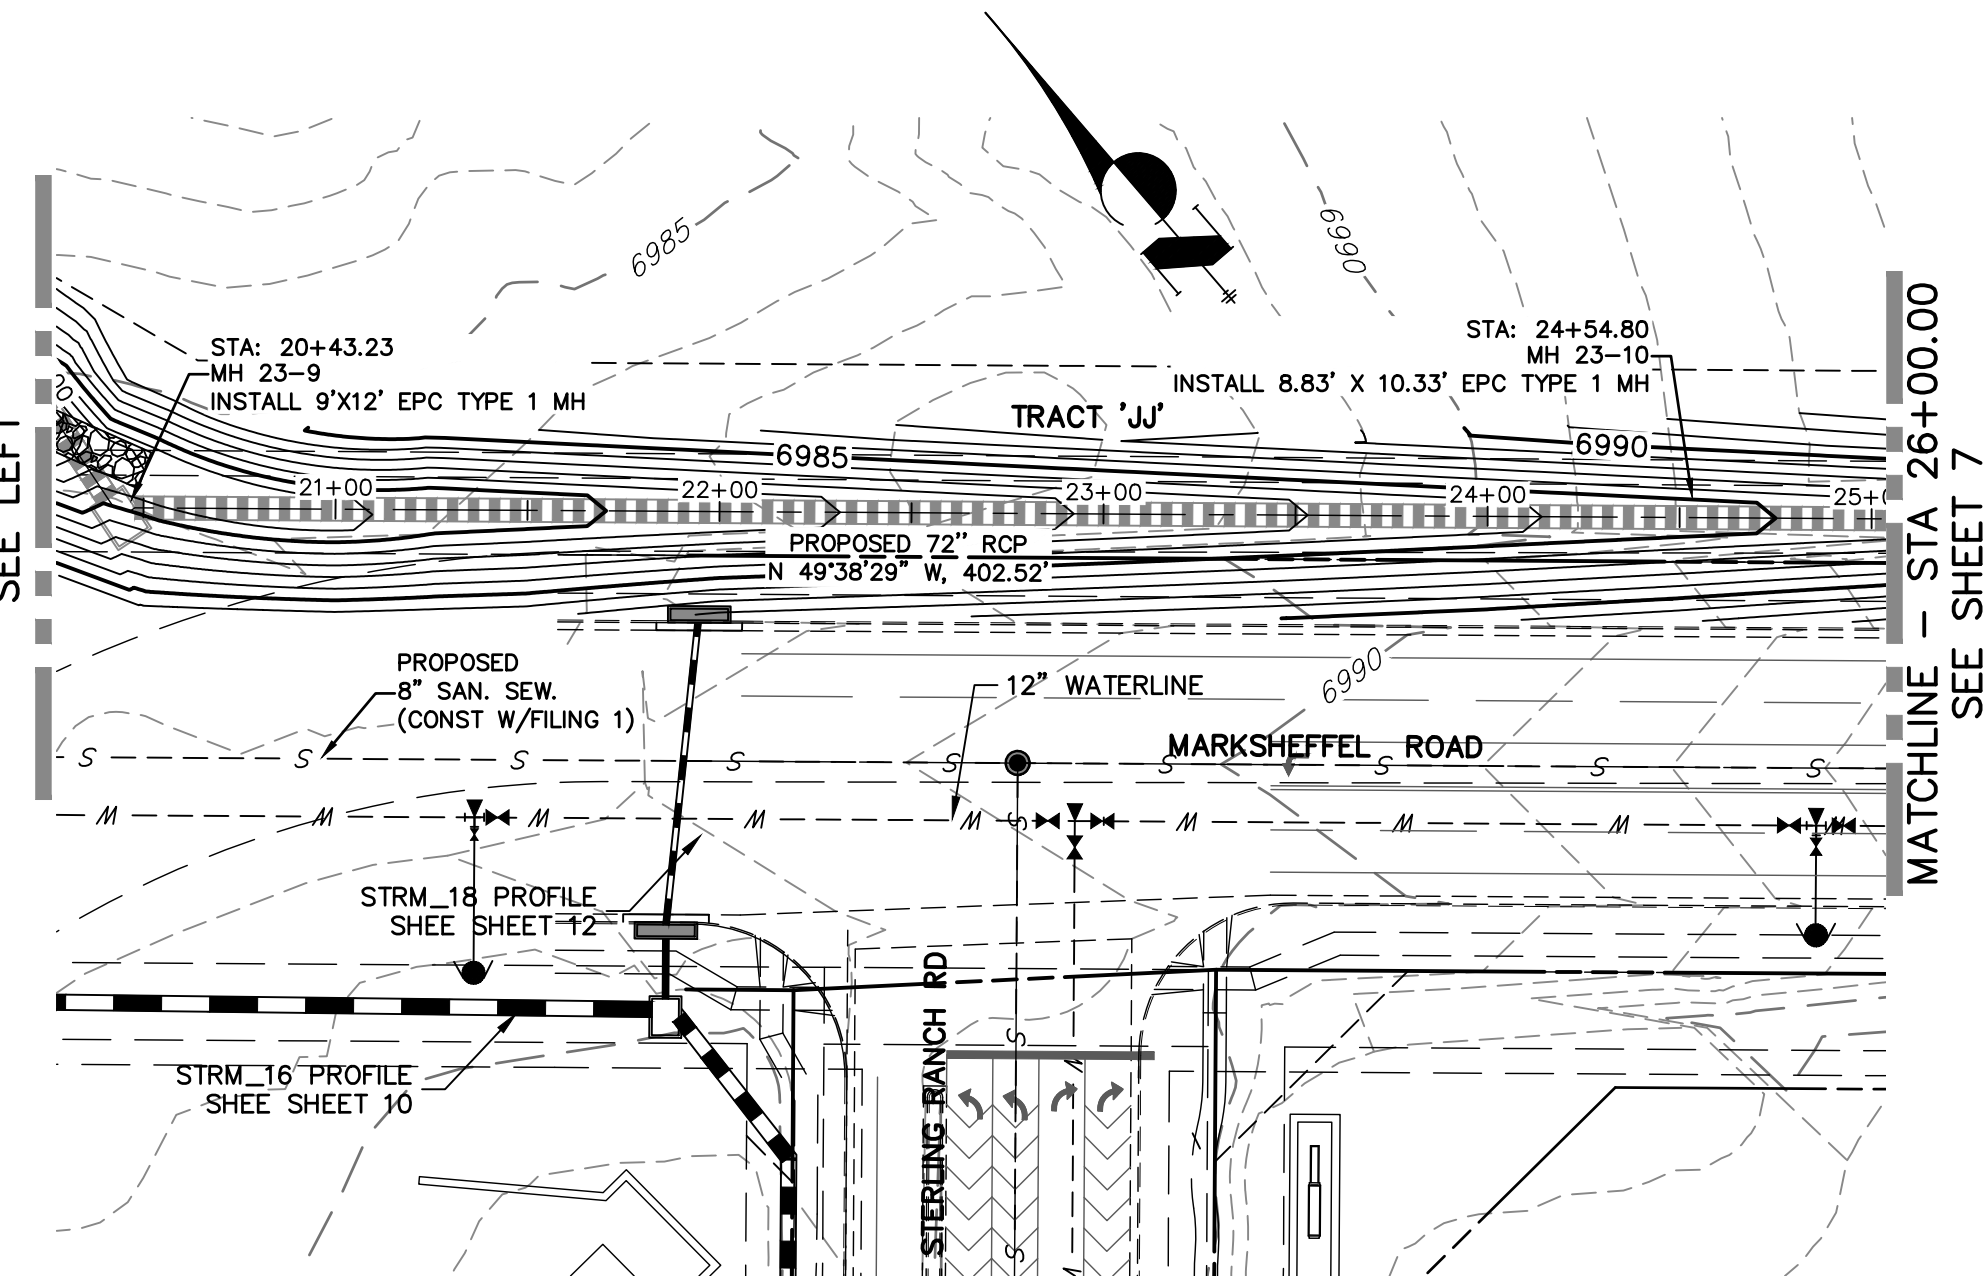 6985
6990
STA: 20+43.23
MH 23-9
INSTALL 9'X12' EPC TYPE 1 MH
STA: 24+54.80
MH 23-10
INSTALL 8.83' X 10.33' EPC TYPE 1 MH
TRACT 'JJ'
6985
6990
21+00
22+00
23+00
24+00
PROPOSED 72" RCP
N 49°38'29" W, 402.52'
SEE LEFT
MATCHLINE - STA 26+00.00
SEE SHEET 7
PROPOSED
8" SAN. SEW.
(CONST W/FILING 1)
12" WATERLINE
6990
MARKSHEFFEL ROAD
S S S S S S S S S
W W W W W W W W W
S
STRM_18 PROFILE
SHEE SHEET 12
STRM_16 PROFILE
SHEE SHEET 10
STERLING RANCH RD
S
W
S
W